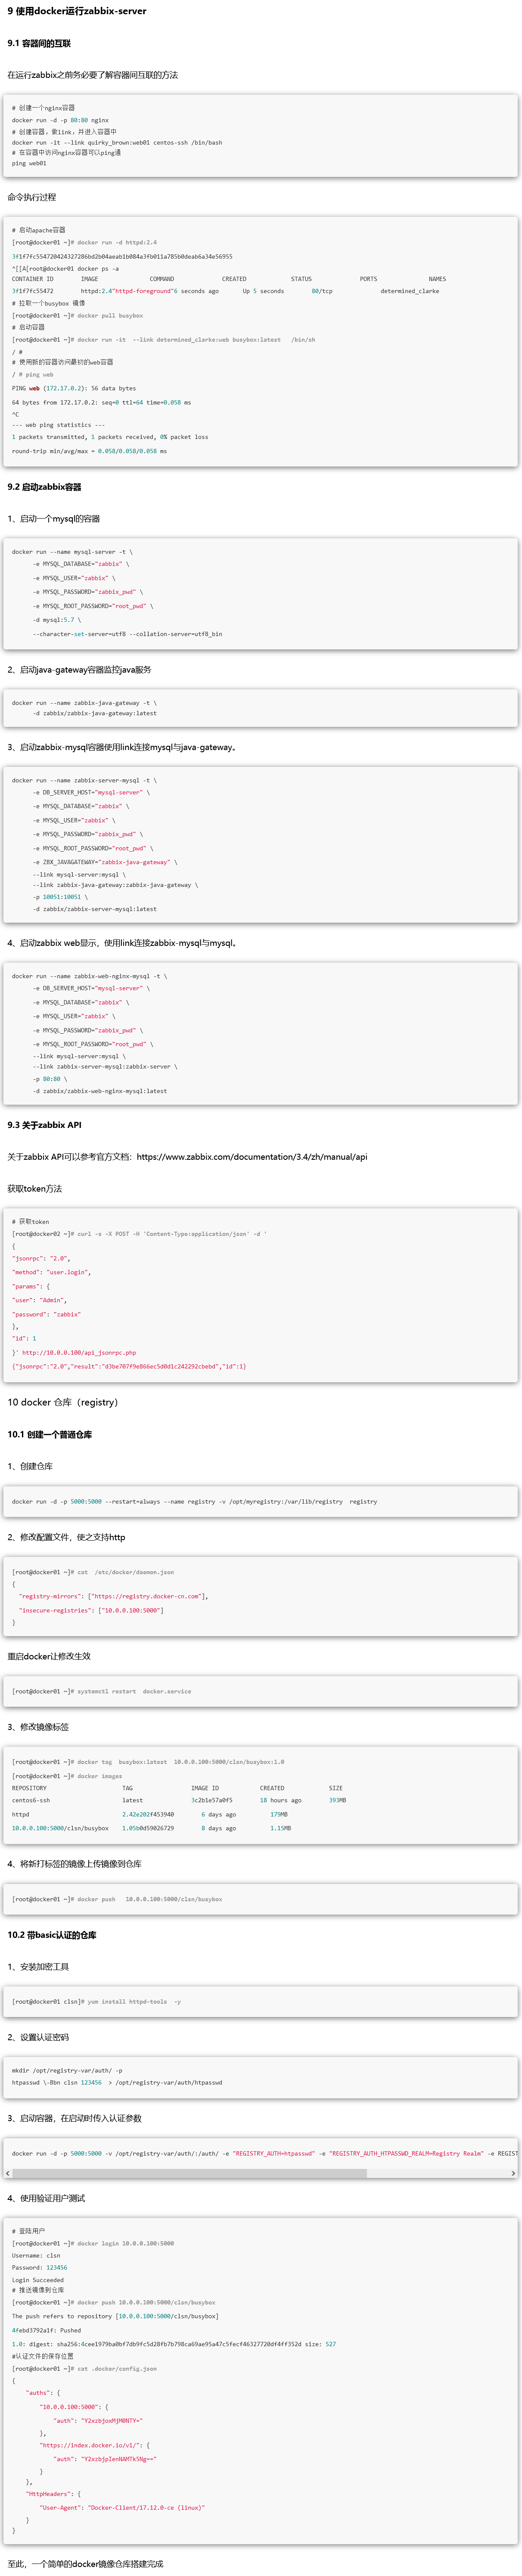 9 使用docker运行zabbix-server
9.1 容器间的互联
在运行zabbix之前务必要了解容器间互联的方法
# 创建一个nginx容器
docker run -d -p 80:80 nginx
# 创建容器，做link，并进入容器中
docker run -it --link quirky_brown:web01 centos-ssh /bin/bash
# 在容器中访问nginx容器可以ping通
ping web01
命令执行过程
# 启动apache容器
[root@docker01 ~]# docker run -d httpd:2.4
3f1f7fc554720424327286bd2b04aeab1b084a3fb011a785b0deab6a34e56955
^[[A[root@docker01 docker ps -a
CONTAINER ID IMAGE COMMAND CREATED STATUS PORTS NAMES
3f1f7fc55472 httpd:2.4"httpd-foreground"6 seconds ago Up 5 seconds 80/tcp determined_clarke
# 拉取一个busybox 镜像
[root@docker01 ~]# docker pull busybox
# 启动容器
[root@docker01 ~]# docker run -it --link determined_clarke:web busybox:latest /bin/sh
/ #
# 使用新的容器访问最初的web容器
/ # ping web
PING web (172.17.0.2): 56 data bytes
64 bytes from 172.17.0.2: seq=0 ttl=64 time=0.058 ms
^C
--- web ping statistics ---
1 packets transmitted, 1 packets received, 0% packet loss
round-trip min/avg/max = 0.058/0.058/0.058 ms
9.2 启动zabbix容器
1、启动一个mysql的容器
docker run --name mysql-server -t \
-e MYSQL_DATABASE="zabbix" \
-e MYSQL_USER="zabbix" \
-e MYSQL_PASSWORD="zabbix_pwd" \
-e MYSQL_ROOT_PASSWORD="root_pwd" \
-d mysql:5.7 \
--character-set-server=utf8 --collation-server=utf8_bin
2、启动java-gateway容器监控java服务
docker run --name zabbix-java-gateway -t \
-d zabbix/zabbix-java-gateway:latest
3、启动zabbix-mysql容器使用link连接mysql与java-gateway。
docker run --name zabbix-server-mysql -t \
-e DB_SERVER_HOST="mysql-server" \
-e MYSQL_DATABASE="zabbix" \
-e MYSQL_USER="zabbix" \
-e MYSQL_PASSWORD="zabbix_pwd" \
-e MYSQL_ROOT_PASSWORD="root_pwd" \
-e ZBX_JAVAGATEWAY="zabbix-java-gateway" \
--link mysql-server:mysql \
--link zabbix-java-gateway:zabbix-java-gateway \
-p 10051:10051 \
-d zabbix/zabbix-server-mysql:latest
4、启动zabbix web显示，使用link连接zabbix-mysql与mysql。
docker run --name zabbix-web-nginx-mysql -t \
-e DB_SERVER_HOST="mysql-server" \
-e MYSQL_DATABASE="zabbix" \
-e MYSQL_USER="zabbix" \
-e MYSQL_PASSWORD="zabbix_pwd" \
-e MYSQL_ROOT_PASSWORD="root_pwd" \
--link mysql-server:mysql \
--link zabbix-server-mysql:zabbix-server \
-p 80:80 \
-d zabbix/zabbix-web-nginx-mysql:latest
9.3 关于zabbix API
关于zabbix API可以参考官方文档：https://www.zabbix.com/documentation/3.4/zh/manual/api
获取token方法
# 获取token
[root@docker02 ~]# curl -s -X POST -H 'Content-Type:application/json' -d '
{
"jsonrpc": "2.0",
"method": "user.login",
"params": {
"user": "Admin",
"password": "zabbix"
},
"id": 1
}' http://10.0.0.100/api_jsonrpc.php
{"jsonrpc":"2.0","result":"d3be707f9e866ec5d0d1c242292cbebd","id":1}
10 docker 仓库（registry）
10.1 创建一个普通仓库
1、创建仓库
docker run -d -p 5000:5000 --restart=always --name registry -v /opt/myregistry:/var/lib/registry registry
2、修改配置文件，使之支持http
[root@docker01 ~]# cat /etc/docker/daemon.json
{
"registry-mirrors": ["https://registry.docker-cn.com"],
"insecure-registries": ["10.0.0.100:5000"]
}
重启docker让修改生效
[root@docker01 ~]# systemctl restart docker.service
3、修改镜像标签
[root@docker01 ~]# docker tag busybox:latest 10.0.0.100:5000/clsn/busybox:1.0
[root@docker01 ~]# docker images
REPOSITORY TAG IMAGE ID CREATED SIZE
centos6-ssh latest 3c2b1e57a0f5 18 hours ago 393MB
httpd 2.42e202f453940 6 days ago 179MB
10.0.0.100:5000/clsn/busybox 1.05b0d59026729 8 days ago 1.15MB
4、将新打标签的镜像上传镜像到仓库
[root@docker01 ~]# docker push 10.0.0.100:5000/clsn/busybox
10.2 带basic认证的仓库
1、安装加密工具
[root@docker01 clsn]# yum install httpd-tools -y
2、设置认证密码
mkdir /opt/registry-var/auth/ -p
htpasswd \-Bbn clsn 123456 > /opt/registry-var/auth/htpasswd
3、启动容器，在启动时传入认证参数
docker run -d -p 5000:5000 -v /opt/registry-var/auth/:/auth/ -e "REGISTRY_AUTH=htpasswd" -e "REGISTRY_AUTH_HTPASSWD_REALM=Registry Realm" -e REGIST
4、使用验证用户测试
# 登陆用户
[root@docker01 ~]# docker login 10.0.0.100:5000
Username: clsn
Password: 123456
Login Succeeded
# 推送镜像到仓库
[root@docker01 ~]# docker push 10.0.0.100:5000/clsn/busybox
The push refers to repository [10.0.0.100:5000/clsn/busybox]
4febd3792a1f: Pushed
1.0: digest: sha256:4cee1979ba0bf7db9fc5d28fb7b798ca69ae95a47c5fecf46327720df4ff352d size: 527
#认证文件的保存位置
[root@docker01 ~]# cat .docker/config.json
{
"auths": {
"10.0.0.100:5000": {
"auth": "Y2xzbjoxMjM0NTY="
},
"https://index.docker.io/v1/": {
"auth": "Y2xzbjpIenNAMTk5Ng=="
}
},
"HttpHeaders": {
"User-Agent": "Docker-Client/17.12.0-ce (linux)"
}
}
至此，一个简单的docker镜像仓库搭建完成